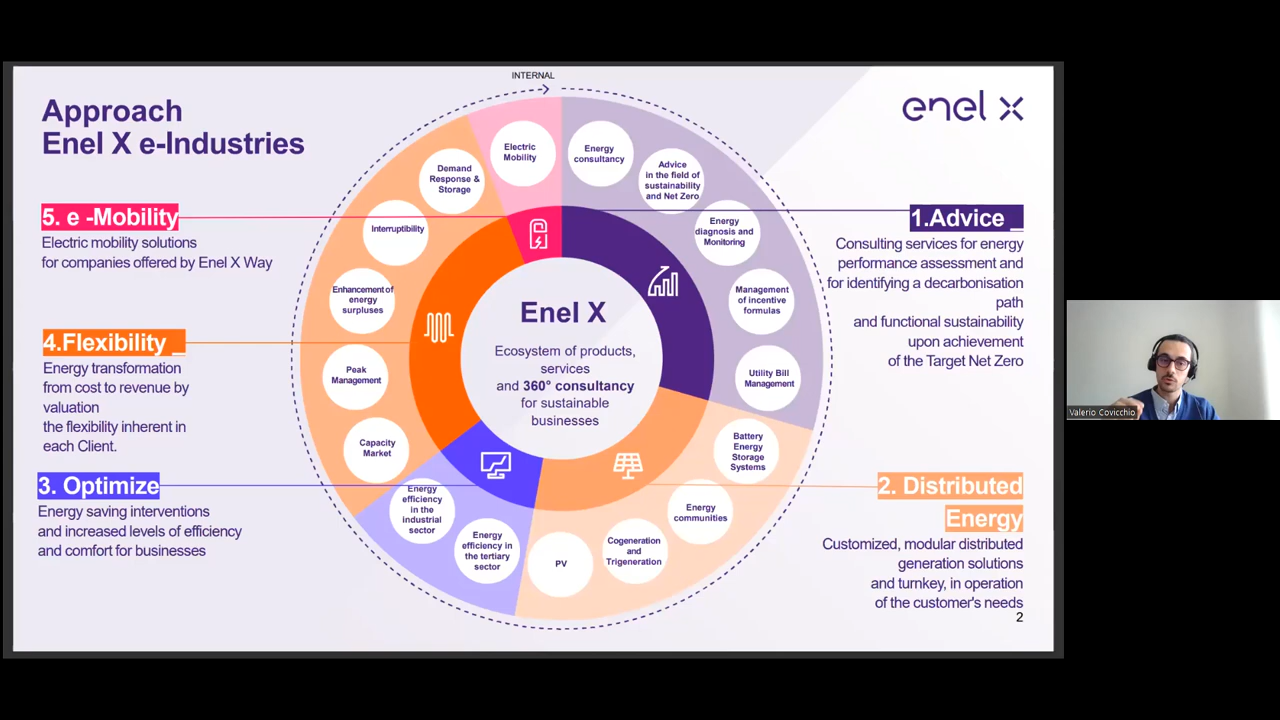 INTERNAL
Approach
Enel X e-Industries
enel x
5. e -Mobility
Electric mobility solutions
for companies offered by Enel X Way
4.Flexibility _
Energy transformation
from cost to revenue by
valuation
the flexibility inherent in
each Client.
3. Optimize
Energy saving interventions
and increased levels of efficiency
and comfort for businesses
Electric
Mobility
Energy
consultancy
Advice
in the field of
sustainability
and Net Zero
Energy
diagnosis and
Monitoring
Management
of incentive
formulas
Utility Bill
Management
Battery
Energy
Storage
Systems
Energy
communities
Cogeneration
and
Trigeneration
PV
Energy
efficiency in
the tertiary
sector
Energy
efficiency
in the
industrial
sector
Capacity
Market
Peak
Management
Enhancement of
energy
surpluses
Interruptibility
Demand
Response &
Storage
Enel X
Ecosystem of products,
services
and 360° consultancy
for sustainable
businesses
1.Advice _
Consulting services for energy
performance assessment and
for identifying a decarbonisation
path
and functional sustainability
upon achievement
of the Target Net Zero
2. Distributed
Energy
Customized, modular distributed
generation solutions
and turnkey, in operation
of the customer's needs
2
Valerio Covicchio